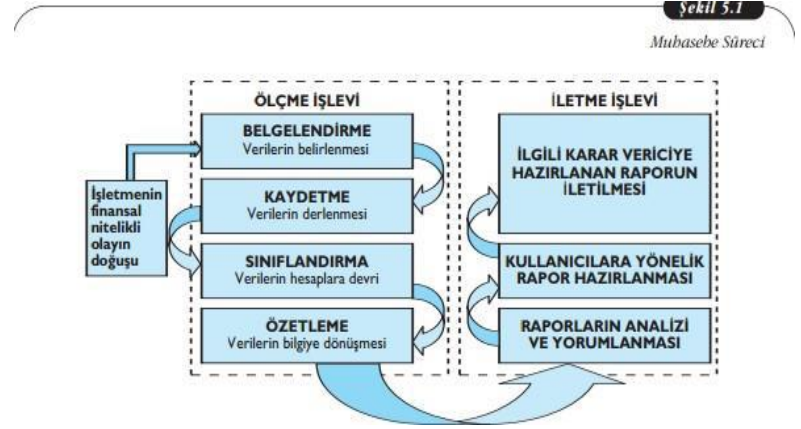 Şekil 5.1
Muhasebe Süreci
ÖLÇME İŞLEVİ
BELGELENDİRME
Verilerin belirlenmesi
KAYDETME
Verilerin derlenmesi
SINIFLANDIRMA
Verilerin hesaplara devri
ÖZETLEME
Verilerin bilgiye dönüşmesi
İşletmenin
finansal
nitelikli
olayın
doğuşu
İLETME İŞLEVİ
İLGİLİ KARAR VERİCİYE
HAZIRLANAN RAPORUN
İLETİLMESİ
KULLANICILARA YÖNELİK
RAPOR HAZIRLANMASI
RAPORLARIN ANALİZİ
VE YORUMLANMASI